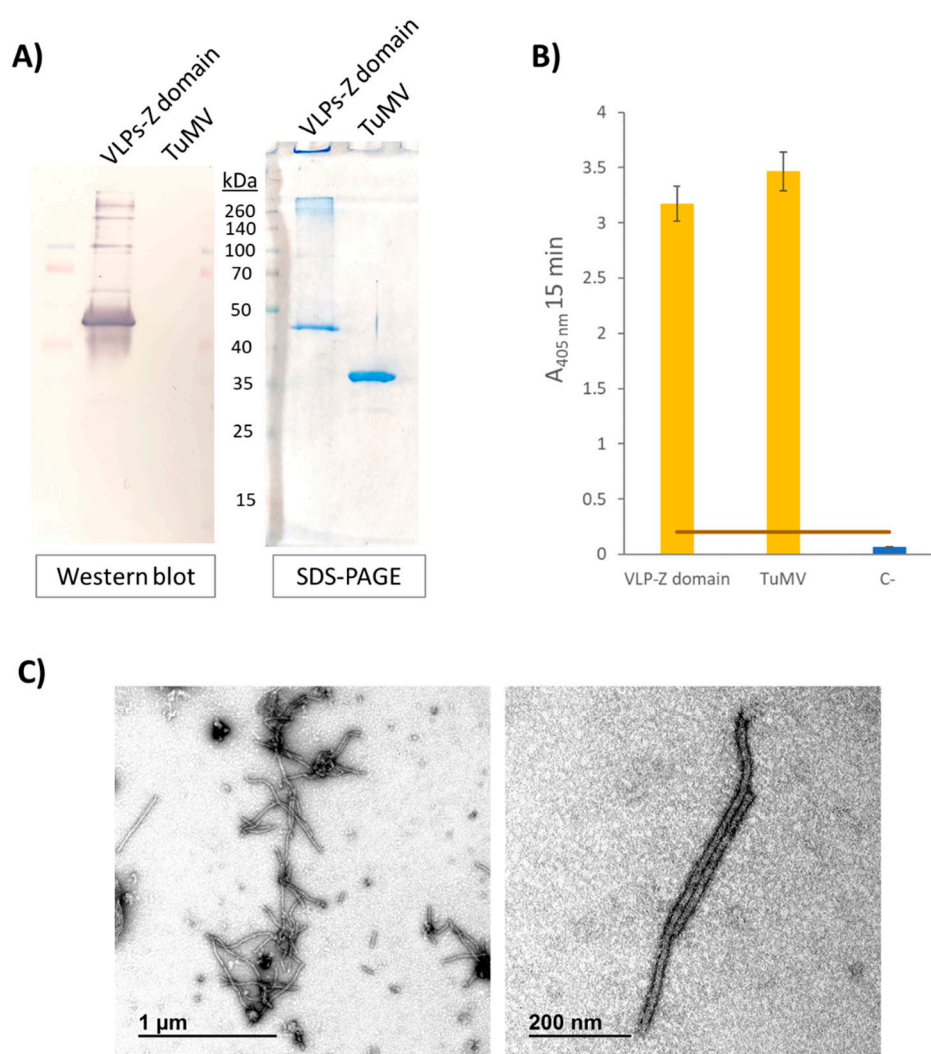 A)
VLPs-Z domain
TuMV
VLPs-Z domain
TuMV
kDa
260
140
100
70
50
40
35
25
15
Western blot
SDS-PAGE
B)
A405 nm 15 min
4
3.5
3
2.5
2
1.5
1
0.5
0
VLP-Z domain
TuMV
C-
C)
1 µm
200 nm